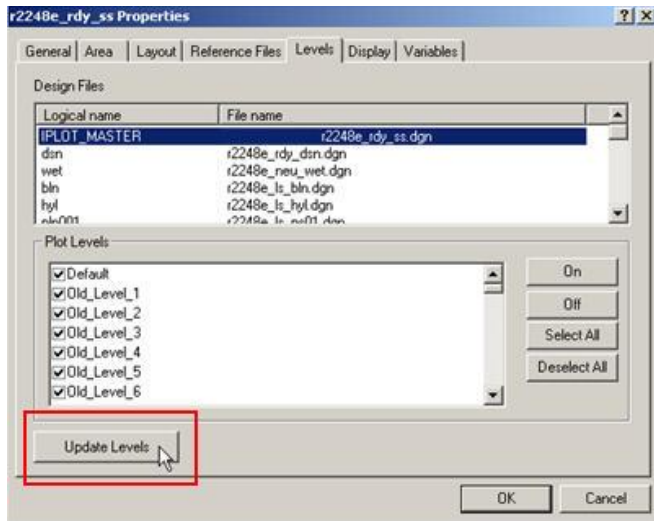 r2248e_rdy_ss Properties
General Area Layout Reference Files Levels Display Variables
Design Files
Logical name File name
IPLOT_MASTER r2248e_rdy_ss.dgn
dsn r2248e_rdy_dsn.dgn
wet r2248e_neu_wet.dgn
bln r2248e_ls_bln.dgn
hyl r2248e_ls_hyl.dgn
Plot Levels
Default
Old_Level_1
Old_Level_2
Old_Level_3
Old_Level_4
Old_Level_5
Old_Level_6
On
Off
Select All
Deselect All
Update Levels
OK Cancel